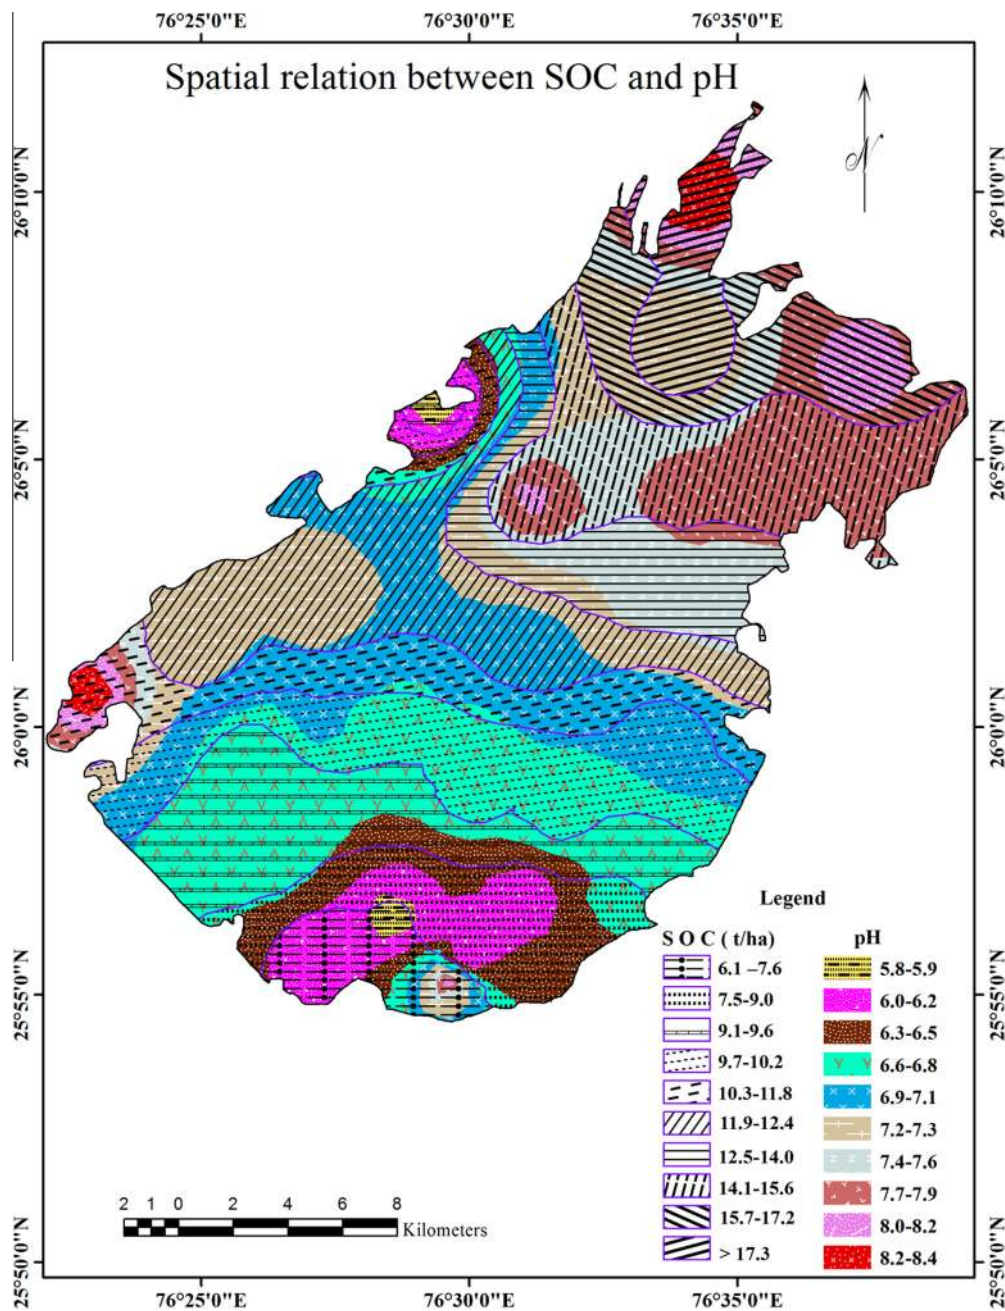 76°25'0"E 76°30'0"E 76°35'0"E
Spatial relation between SOC and pH
N
26°10'0"N 26°10'0"N
26°5'0"N 26°5'0"N
26°0'0"N 26°0'0"N
25°55'0"N 25°55'0"N
25°50'0"N 25°50'0"N
Legend
S O C ( t/ha) pH
6.1 –7.6 5.8-5.9
7.5-9.0 6.0-6.2
9.1-9.6 6.3-6.5
9.7-10.2 6.6-6.8
10.3-11.8 6.9-7.1
11.9-12.4 7.2-7.3
12.5-14.0 7.4-7.6
14.1-15.6 7.7-7.9
15.7-17.2 8.0-8.2
> 17.3 8.2-8.4
2 1 0 2 4 6 8
Kilometers
76°25'0"E 76°30'0"E 76°35'0"E